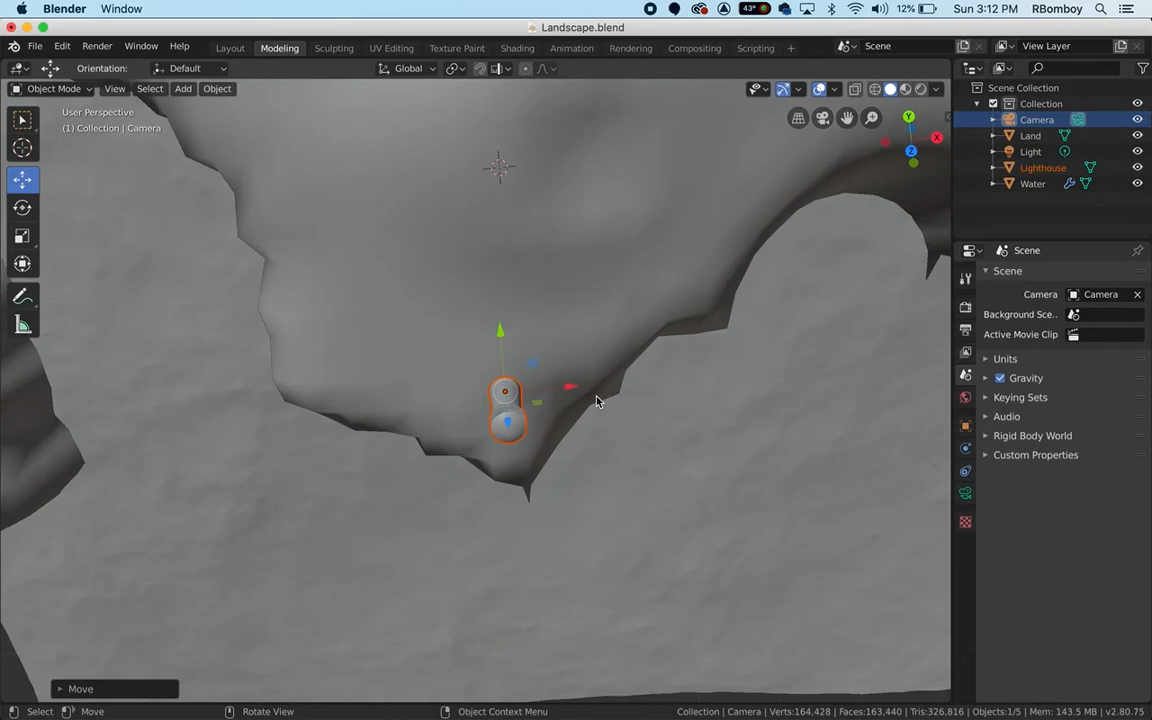 Blender Window 43° 12% Sun 3:12 PM RBomboy
Landscape.blend
File Edit Render Window Help Layout Modeling Sculpting UV Editing Texture Paint Shading Animation Rendering Compositing Scripting + Scene View Layer
Orientation: Default Global
Object Mode View Select Add Object
User Perspective
(1) Collection | Camera
Y
X
Z
Scene Collection
Collection
Camera
Land
Light
Lighthouse
Water
Scene
Scene
Camera Camera
Background Sce..
Active Movie Clip
Units
Gravity
Keying Sets
Audio
Rigid Body World
Custom Properties
Move
Select Move Rotate View Object Context Menu Collection | Camera | Verts:164,428 | Faces:163,440 | Tris:326,816 | Objects:1/5 | Mem: 143.5 MB | v2.80.75